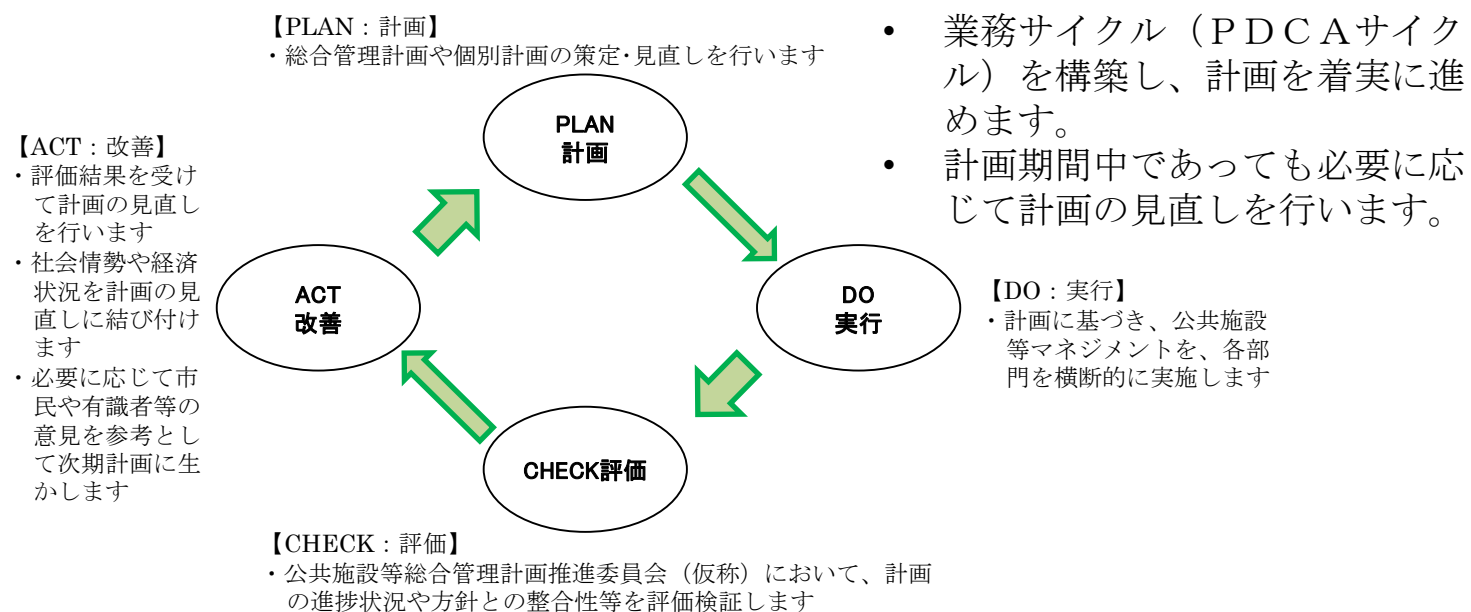 【PLAN：計画】
・総合管理計画や個別計画の策定･見直しを行います
• 業務サイクル（ＰＤＣＡサイク
ル）を構築し、計画を着実に進
めます。
• 計画期間中であっても必要に応
じて計画の見直しを行います。
PLAN
計画
【ACT：改善】
・評価結果を受け
て計画の見直し
を行います
・社会情勢や経済
状況を計画の見
直しに結び付け
ます
・必要に応じて市
民や有識者等の
意見を参考とし
て次期計画に生
かします
ACT
改善
DO
実行
【DO：実行】
・計画に基づき、公共施設
等マネジメントを、各部
門を横断的に実施します
CHECK評価
【CHECK：評価】
・公共施設等総合管理計画推進委員会（仮称）において、計画
の進捗状況や方針との整合性等を評価検証します